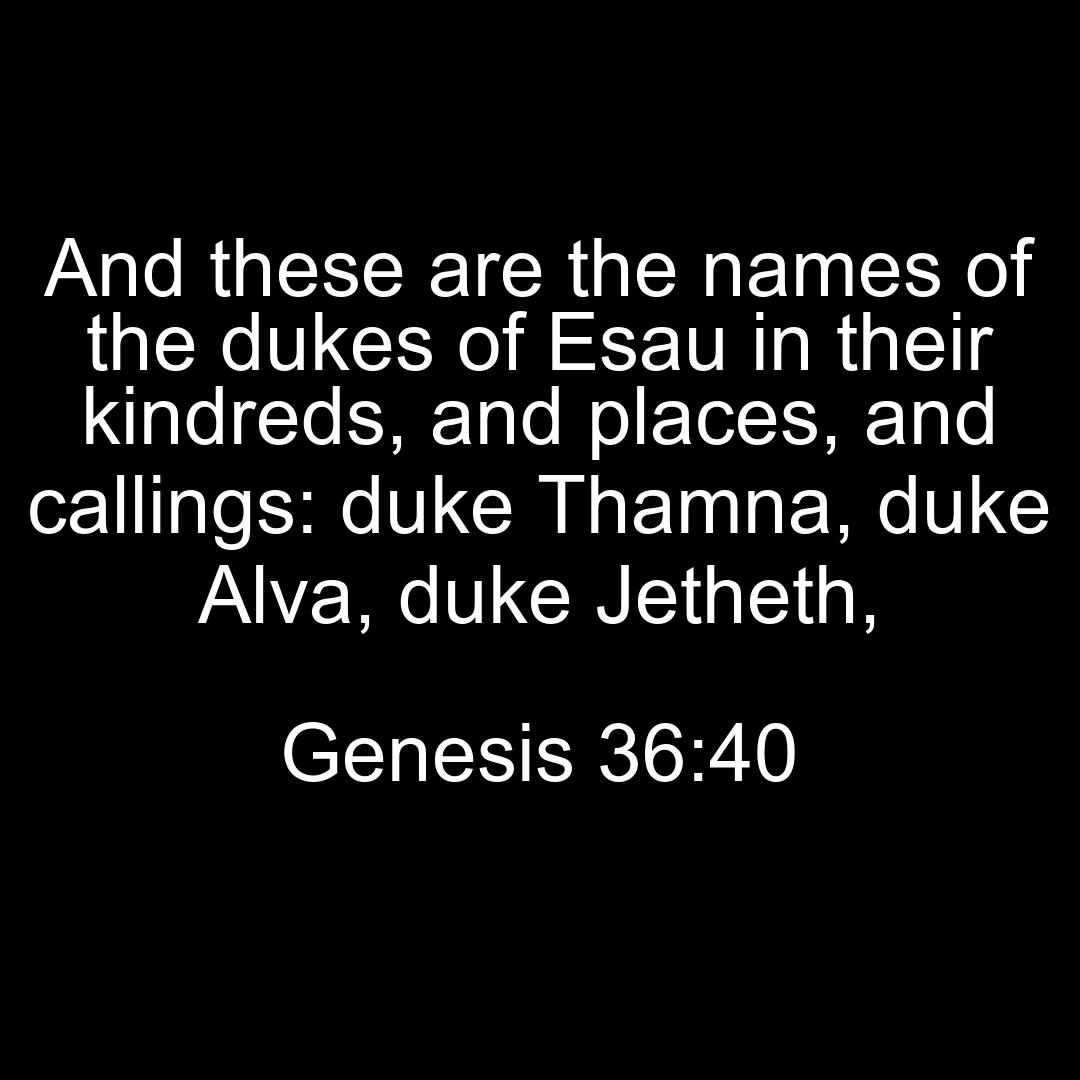 And these are the names of
the dukes of Esau in their
kindreds, and places, and
callings: duke Thamna, duke
Alva, duke Jetheth,
Genesis 36:40